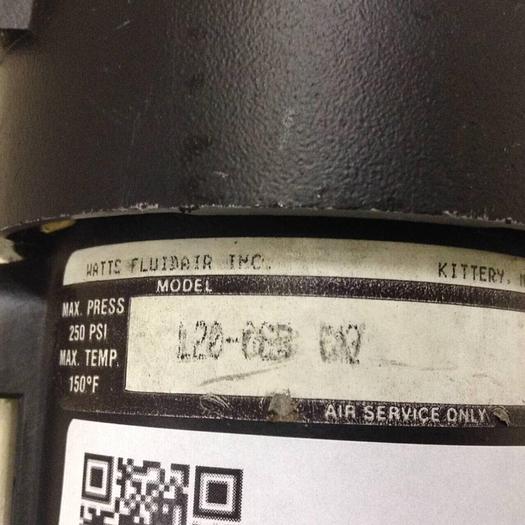 WATTS FLUIDAIR INC. KITTERY,
MODEL
MAX. PRESS
250 PSI
MAX. TEMP.
150°F
AIR SERVICE ONLY